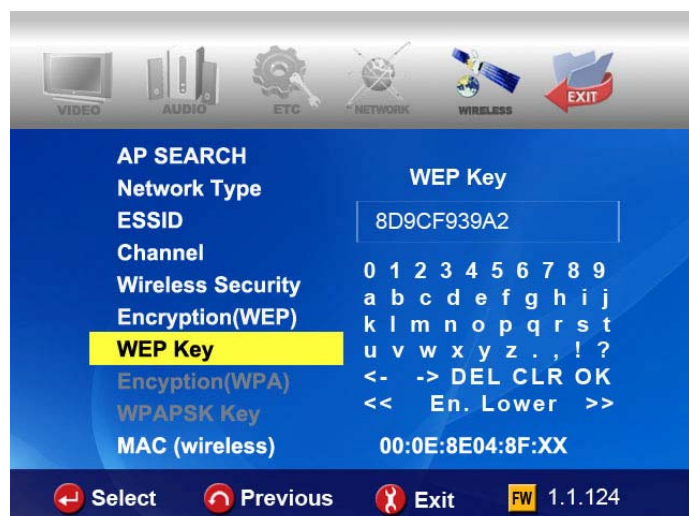 VIDEO AUDIO ETC NETWORK WIRELESS EXIT
AP SEARCH
Network Type
ESSID
Channel
Wireless Security
Encryption(WEP)
WEP Key
Encyption(WPA)
WPAPSK Key
MAC (wireless)
WEP Key
8D9CF939A2
0 1 2 3 4 5 6 7 8 9
a b c d e f g h i j
k l m n o p q r s t
u v w x y z . , ! ?
<- -> DEL CLR OK
<< En. Lower >>
00:0E:8E04:8F:XX
Select Previous Exit FW 1.1.124